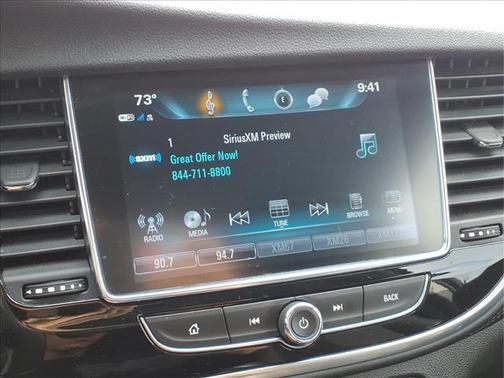 73°
E
9:41
1
SiriusXM Preview
((sxm))
Great Offer Now!
844-711-8800
RADIO
MEDIA
TUNE
BROWSE
MENU
90.7
94.7
XM67
XM26
BACK